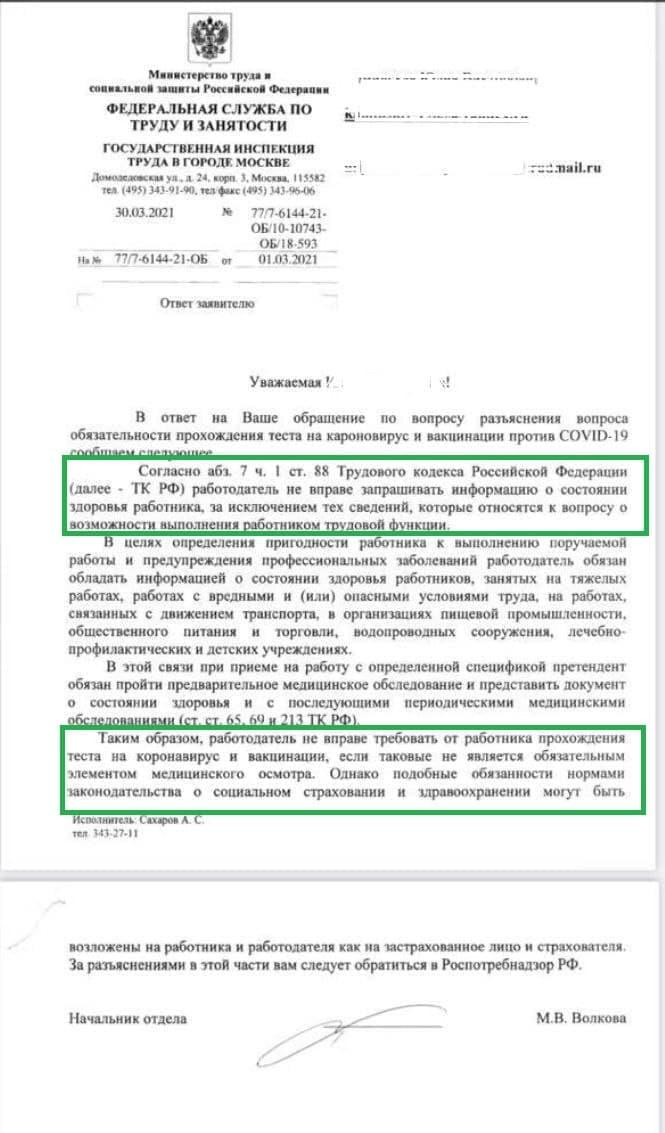 Министерство труда и
социальной защиты Российской Федерации
ФЕДЕРАЛЬНАЯ СЛУЖБА ПО
ТРУДУ И ЗАНЯТОСТИ
ГОСУДАРСТВЕННАЯ ИНСПЕКЦИЯ
ТРУДА В ГОРОДЕ МОСКВЕ
Домодедовская ул., д. 24, корп. 3, Москва, 115582
тел. (495) 343-91-90, тел/факс (495) 343-96-06
mail.ru
30.03.2021 № 77/7-6144-21-
ОБ/10-10743-
ОБ/18-593
На № 77/7-6144-21-ОБ от 01.03.2021
Ответ заявителю
Уважаемая !
В ответ на Ваше обращение по вопросу разъяснения вопроса
обязательности прохождения теста на кароновирус и вакцинации против COVID-19
сообщаем следующее.
Согласно абз. 7 ч. 1 ст. 88 Трудового кодекса Российской Федерации
(далее - ТК РФ) работодатель не вправе запрашивать информацию о состоянии
здоровья работника, за исключением тех сведений, которые относятся к вопросу о
возможности выполнения работником трудовой функции.
В целях определения пригодности работника к выполнению поручаемой
работы и предупреждения профессиональных заболеваний работодатель обязан
обладать информацией о состоянии здоровья работников, занятых на тяжелых
работах, работах с вредными и (или) опасными условиями труда, на работах,
связанных с движением транспорта, в организациях пищевой промышленности,
общественного питания и торговли, водопроводных сооружения, лечебно-
профилактических и детских учреждениях.
В этой связи при приеме на работу с определенной спецификой претендент
обязан пройти предварительное медицинское обследование и представить документ
о состоянии здоровья и с последующими периодическими медицинскими
обследованиями (ст. ст. 65, 69 и 213 ТК РФ).
Таким образом, работодатель не вправе требовать от работника прохождения
теста на коронавирус и вакцинации, если таковые не является обязательным
элементом медицинского осмотра. Однако подобные обязанности нормами
законодательства о социальном страховании и здравоохранении могут быть
Исполнитель: Сахаров А. С.
тел. 343-27-11
возложены на работника и работодателя как на застрахованное лицо и страхователя.
За разъяснениями в этой части вам следует обратиться в Роспотребнадзор РФ.
Начальник отдела М.В. Волкова